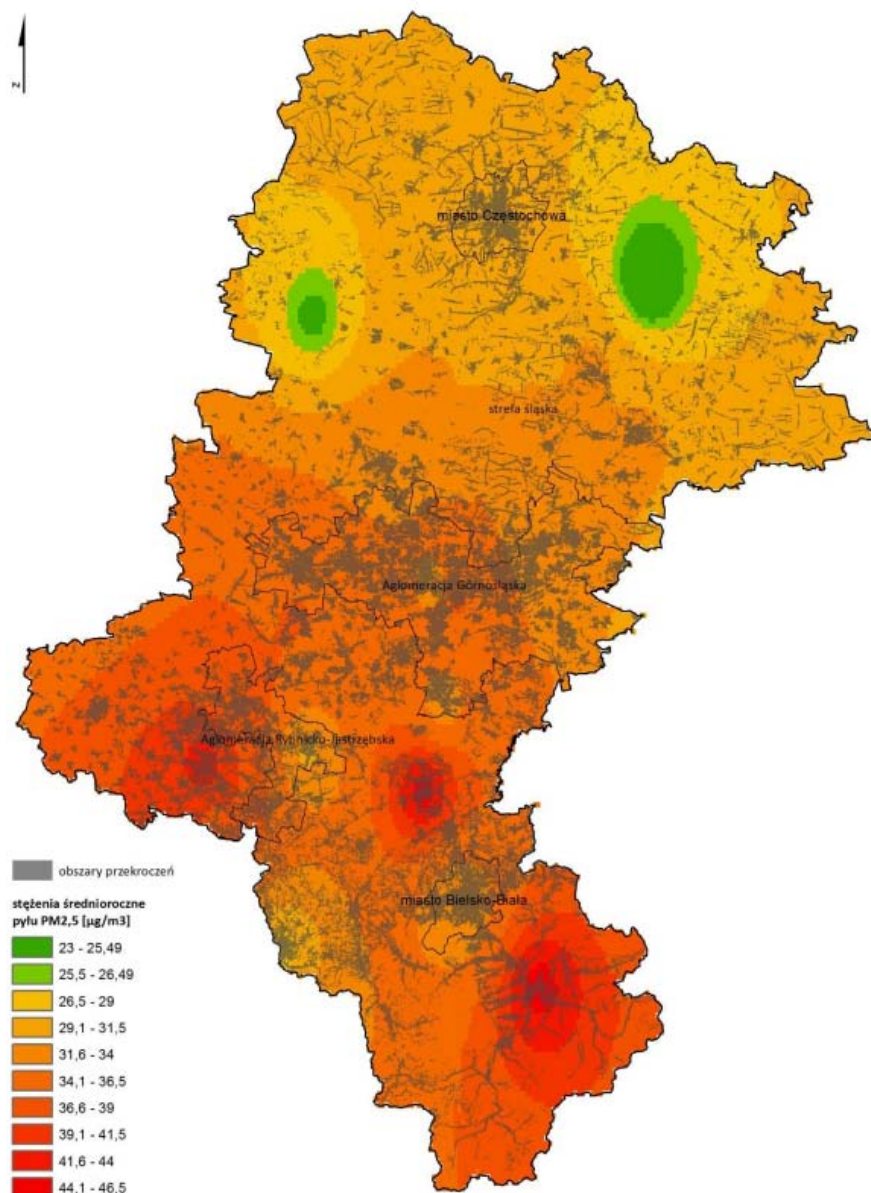 z
miasto Częstochowa
strefa śląska
Aglomeracja Górnośląska
Aglomeracja Rybnicko-Jastrzębska
miasto Bielsko-Biała
obszary przekroczeń
stężenia średnioroczne
pyłu PM2,5 [µg/m3]
23 - 25,49
25,5 - 26,49
26,5 - 29
29,1 - 31,5
31,6 - 34
34,1 - 36,5
36,6 - 39
39,1 - 41,5
41,6 - 44
44,1 - 46,5